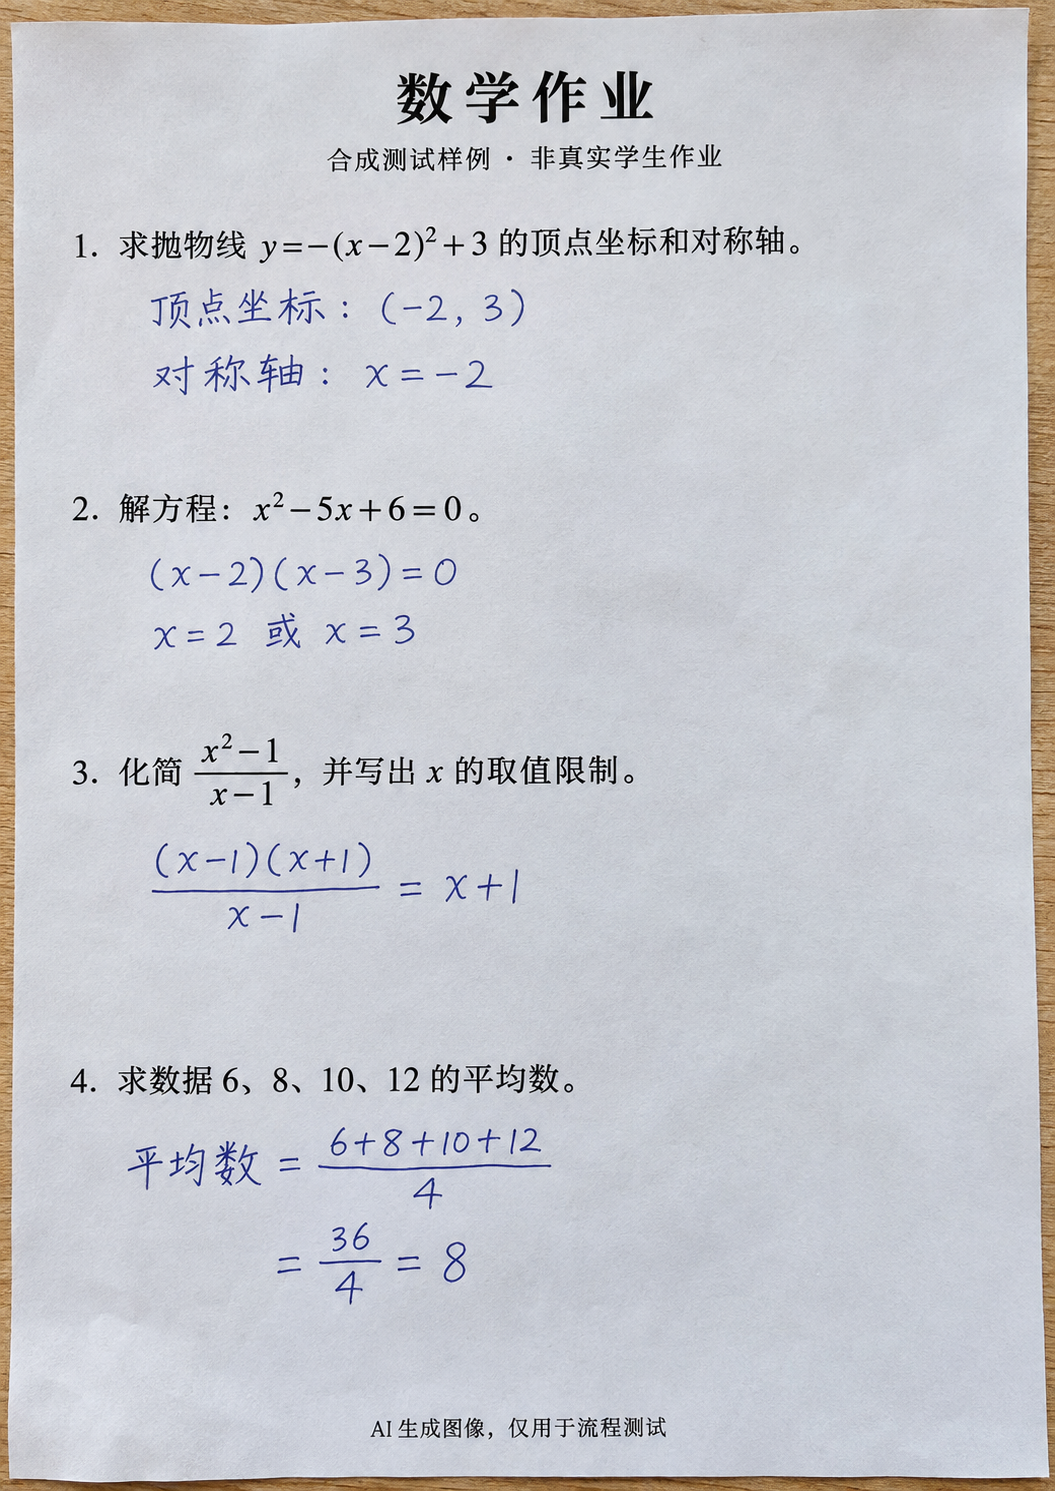 数学作业
合成测试样例・非真实学生作业
1. 求抛物线 y=−(x−2)²+3 的顶点坐标和对称轴。
顶点坐标：(−2, 3)
对称轴：x=−2
2. 解方程：x²−5x+6=0。
(x−2)(x−3)=0
x=2 或 x=3
3. 化简 (x²−1)/(x−1)，并写出 x 的取值限制。
(x−1)(x+1)/(x−1) = x+1
4. 求数据 6、8、10、12 的平均数。
平均数 = (6+8+10+12)/4
= 36/4 = 8
AI 生成图像，仅用于流程测试